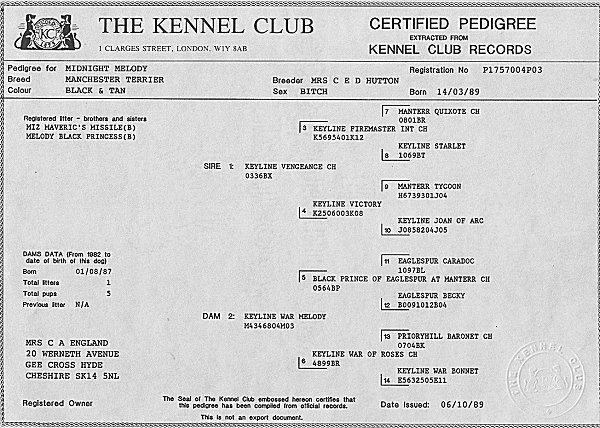 THE KENNEL CLUB
1 CLARGES STREET, LONDON, W1Y 8AB
CERTIFIED PEDIGREE
EXTRACTED FROM
KENNEL CLUB RECORDS
KC
Pedigree for MIDNIGHT MELODY
Registration No P1757004P03
Breed MANCHESTER TERRIER
Breeder MRS C E D HUTTON
Colour BLACK & TAN
Sex BITCH
Born 14/03/89
Registered litter - brothers and sisters
MIZ MAVERIC'S MISSILE(B)
MELODY BLACK PRINCESS(B)
7 MANTERR QUIXOTE CH
0801BR
3 KEYLINE FIREMASTER INT CH
K5695401K12
KEYLINE STARLET
8 1069BT
SIRE 1: KEYLINE VENGEANCE CH
0336BX
9 MANTERR TYCOON
H6739301J04
KEYLINE VICTORY
4 K2506003K08
KEYLINE JOAN OF ARC
10 J0858204J05
DAMS DATA (From 1982 to
date of birth of this dog)
Born 01/08/87
Total litters 1
Total pups 5
Previous litter N/A
11 EAGLESPUR CARADOC
1097BL
5 BLACK PRINCE OF EAGLESPUR AT MANTERR CH
0564BP
EAGLESPUR BECKY
12 B0091012B04
DAM 2: KEYLINE WAR MELODY
M4346804M03
13 PRIORYHILL BARONET CH
0704BK
KEYLINE WAR OF ROSES CH
6 4899BR
KEYLINE WAR BONNET
14 E5632505E11
MRS C A ENGLAND
20 WERNETH AVENUE
GEE CROSS HYDE
CHESHIRE SK14 5NL
Registered Owner
The Seal of The Kennel Club embossed hereon certifies that
this pedigree has been compiled from official records.
This is not an export document.
Date Issued: 06/10/89
THE KENNEL CLUB